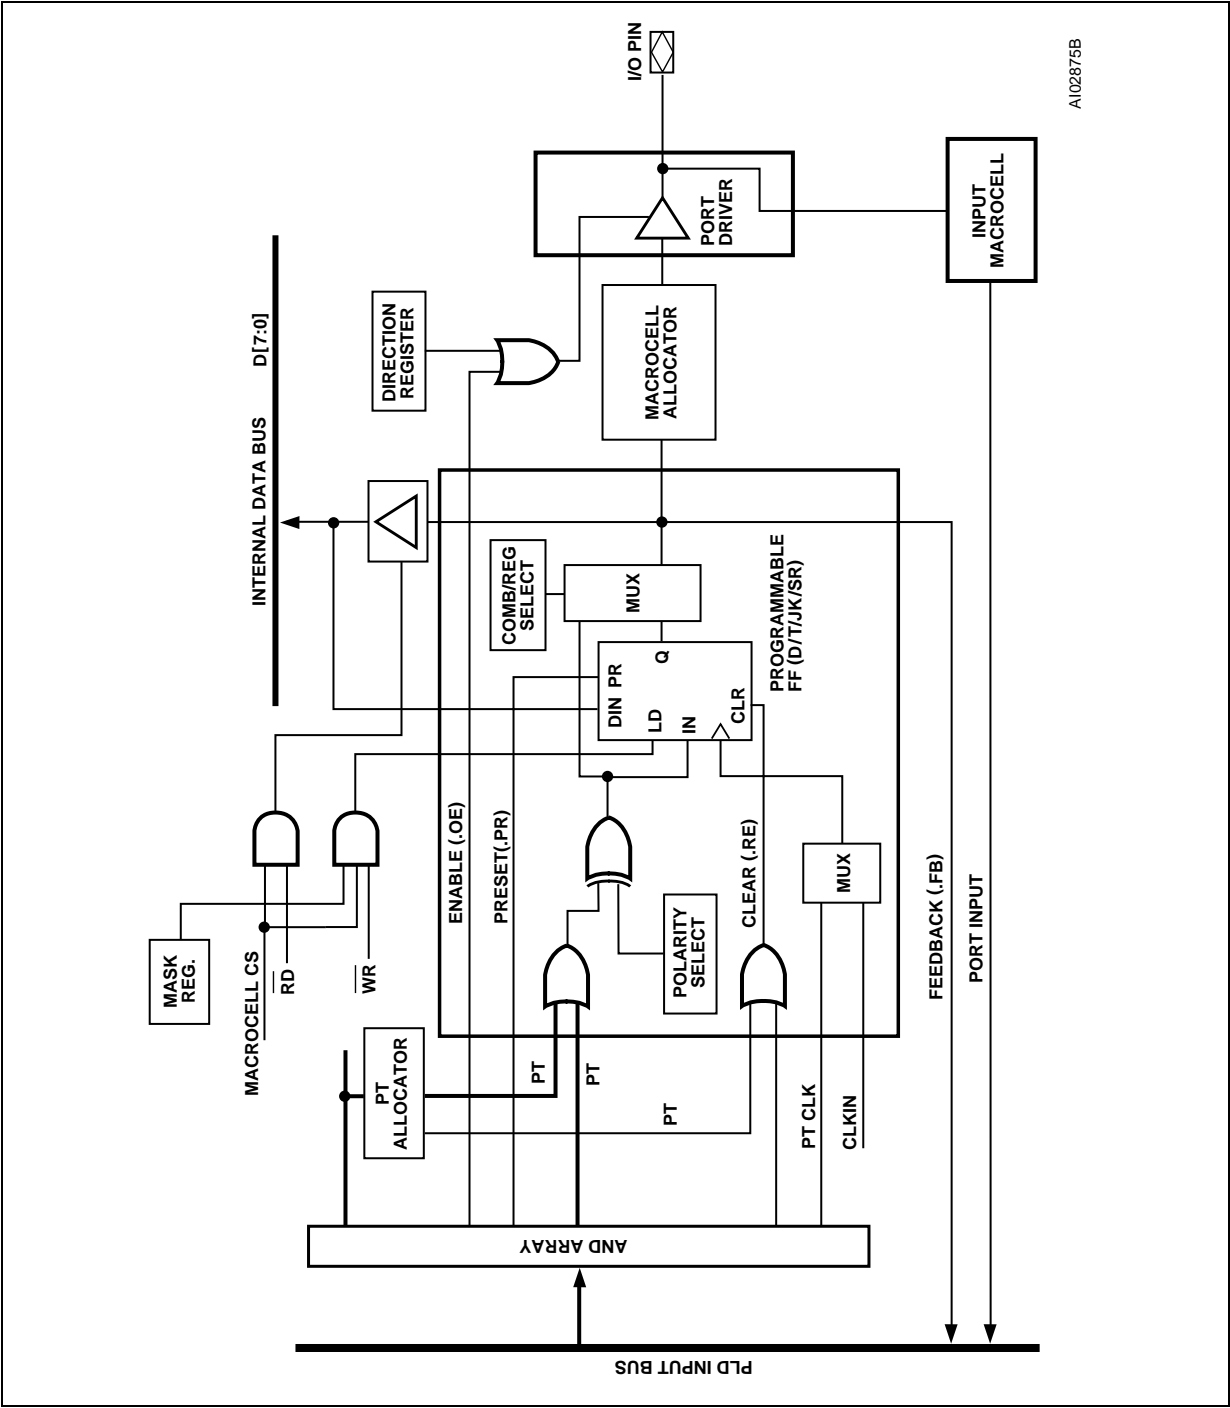 I/O PIN
AI02875B
PORT
DRIVER
INPUT
MACROCELL
INTERNAL DATA BUS D[7:0]
DIRECTION
REGISTER
MACROCELL
ALLOCATOR
COMB/REG
SELECT
MUX
PROGRAMMABLE
FF (D/T/JK/SR)
DIN PR
Q
LD
IN
CLR
ENABLE (.OE)
PRESET(.PR)
CLEAR (.RE)
MUX
FEEDBACK (.FB)
PORT INPUT
POLARITY
SELECT
MASK
REG.
MACROCELL CS
RD
WR
PT
ALLOCATOR
PT
PT
PT
PT CLK
CLKIN
AND ARRAY
PLD INPUT BUS